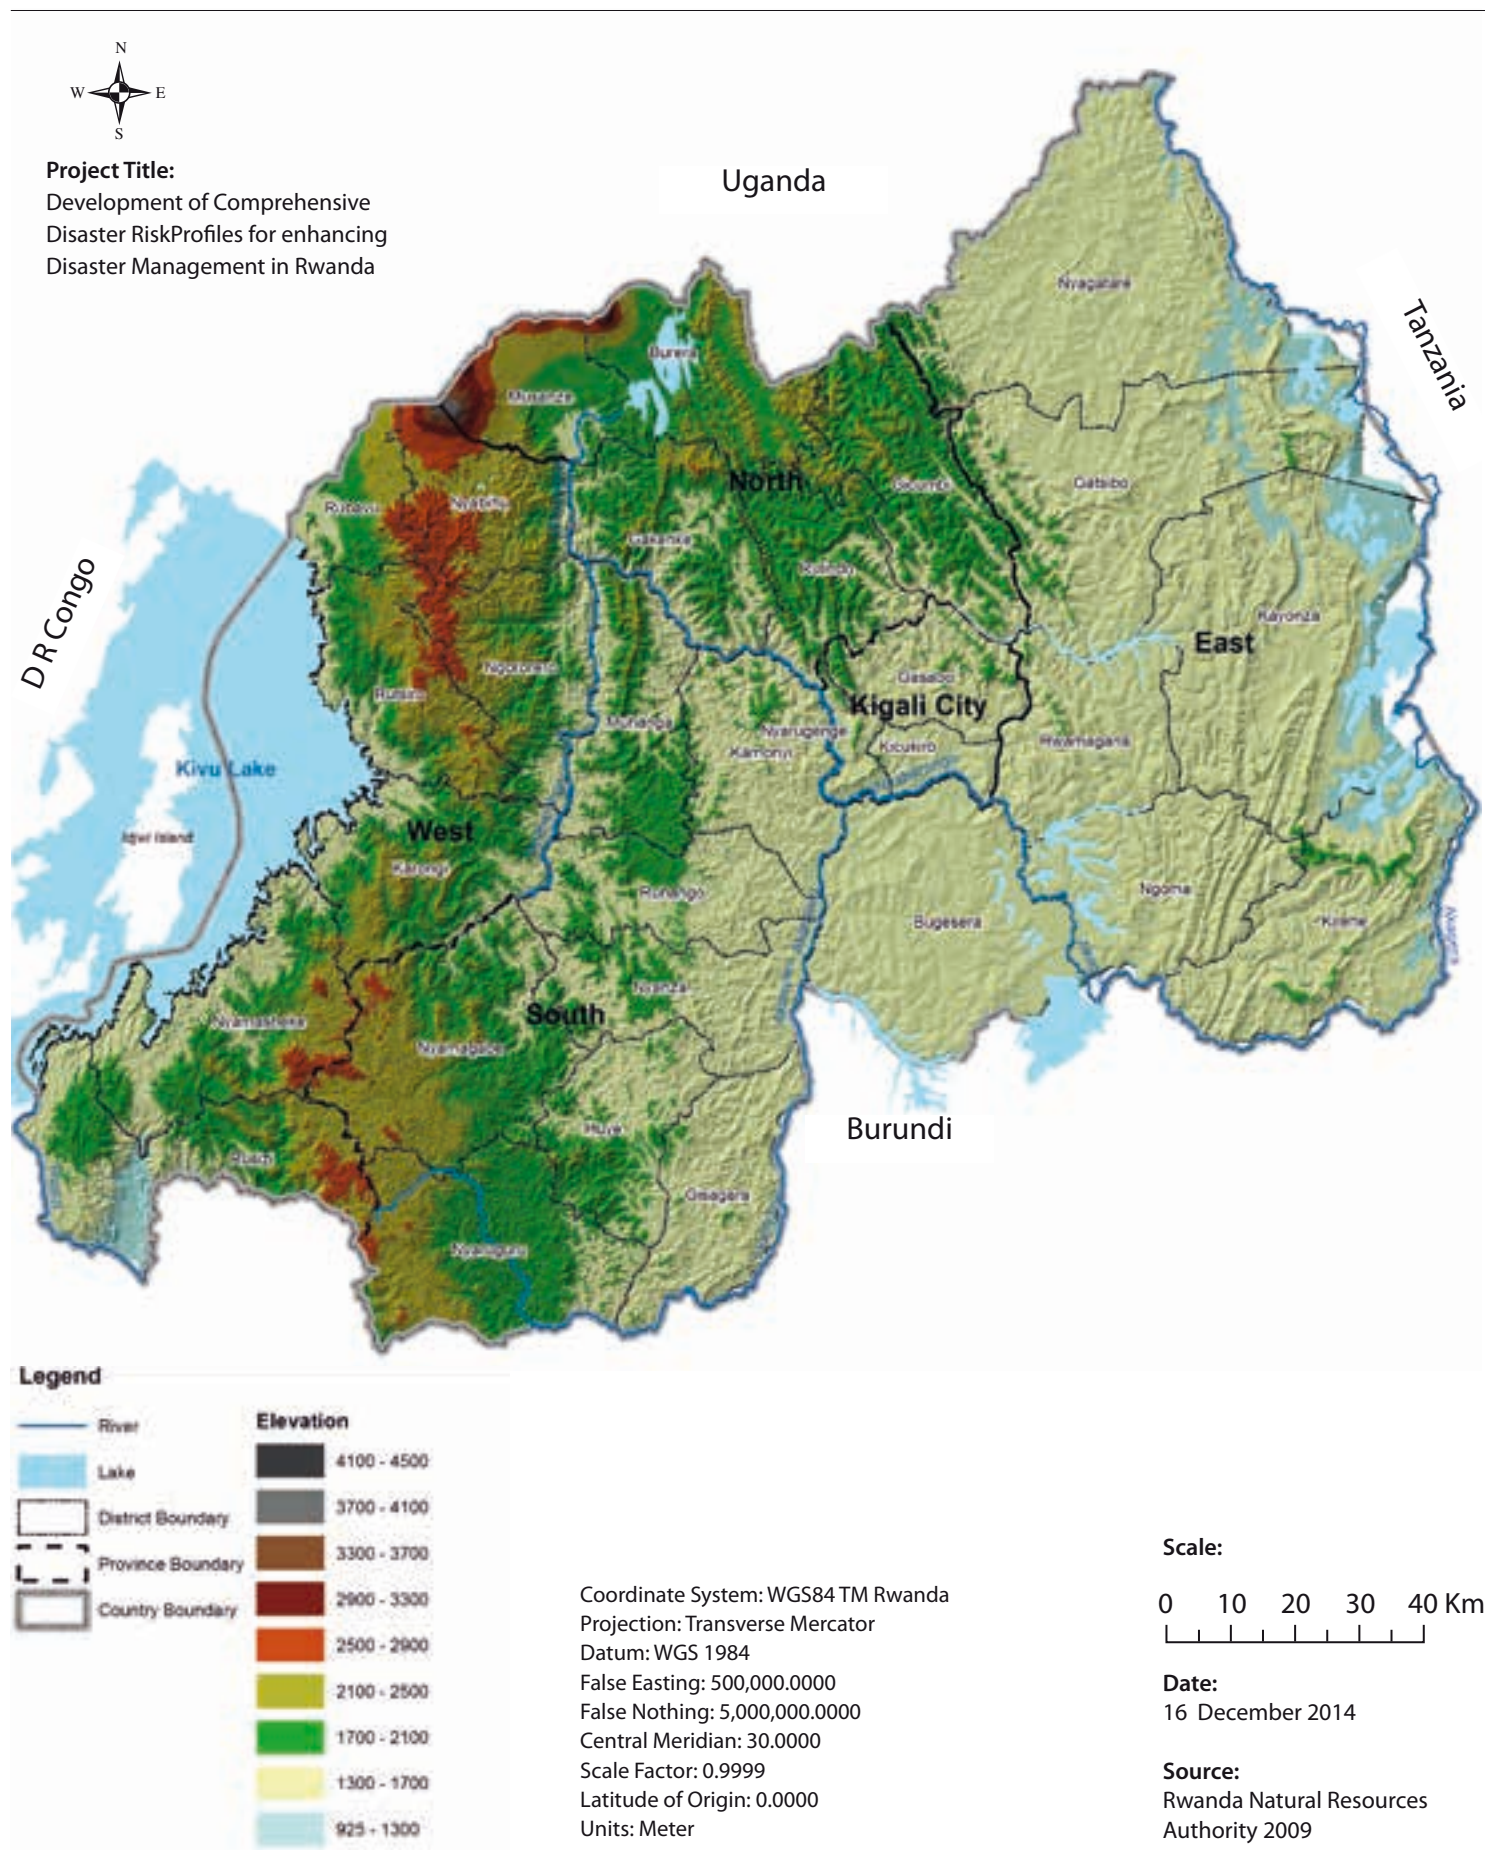 N
W E
S
Project Title:
Development of Comprehensive
Disaster RiskProfiles for enhancing
Disaster Management in Rwanda
Uganda
Tanzania
D R Congo
Burundi
Nyagatare
Burera
Musanze
North
Gicumbi
Gatsibo
Rubavu
Nyabihu
Gakenke
Rulindo
Kayonza
East
Ngororero
Rutsiro
Gasabo
Kigali City
Muhanga
Nyarugenge
Kamonyi
Kicukiro
Rwamagana
Kivu Lake
Idjwi Island
West
Karongi
Ruhango
Bugesera
Ngoma
Kirehe
Akagera
Nyanza
South
Nyamasheke
Nyamagabe
Huye
Rusizi
Gisagara
Nyaruguru
Legend
River
Lake
District Boundary
Province Boundary
Country Boundary
Elevation
4100 - 4500
3700 - 4100
3300 - 3700
2900 - 3300
2500 - 2900
2100 - 2500
1700 - 2100
1300 - 1700
925 - 1300
Coordinate System: WGS84 TM Rwanda
Projection: Transverse Mercator
Datum: WGS 1984
False Easting: 500,000.0000
False Nothing: 5,000,000.0000
Central Meridian: 30.0000
Scale Factor: 0.9999
Latitude of Origin: 0.0000
Units: Meter
Scale:
0 10 20 30 40 Km
Date:
16 December 2014
Source:
Rwanda Natural Resources
Authority 2009